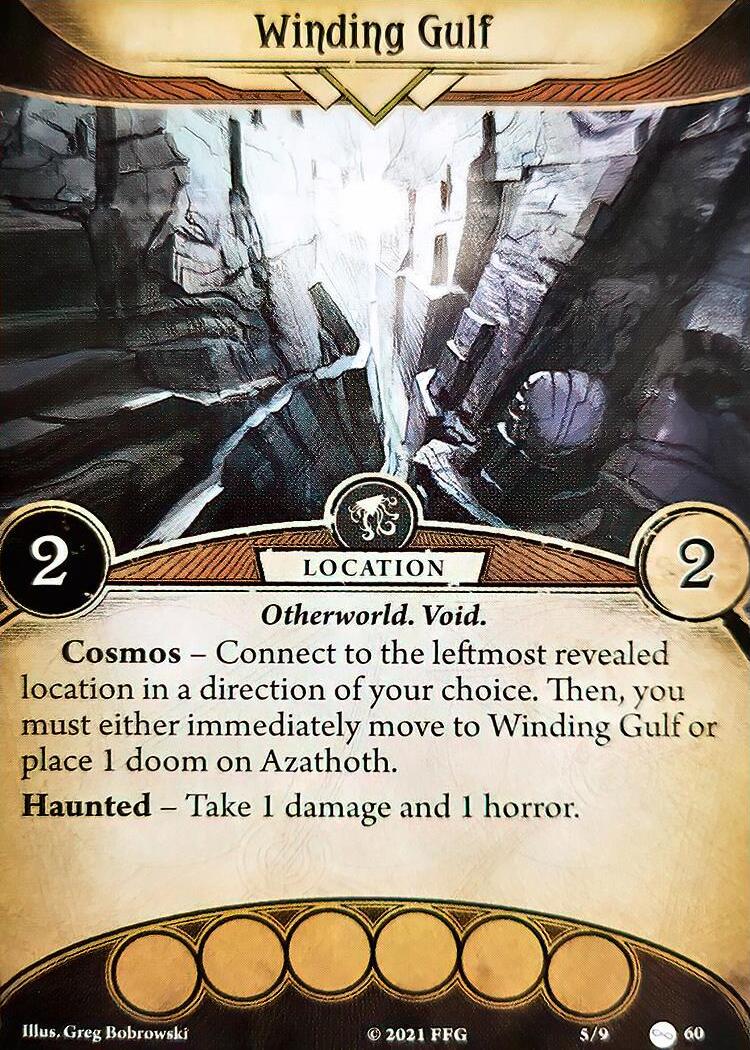 Winding Gulf
2
LOCATION
2
Otherworld. Void.
Cosmos – Connect to the leftmost revealed
location in a direction of your choice. Then, you
must either immediately move to Winding Gulf or
place 1 doom on Azathoth.
Haunted – Take 1 damage and 1 horror.
Illus. Greg Bobrowski
© 2021 FFG
5/9
60